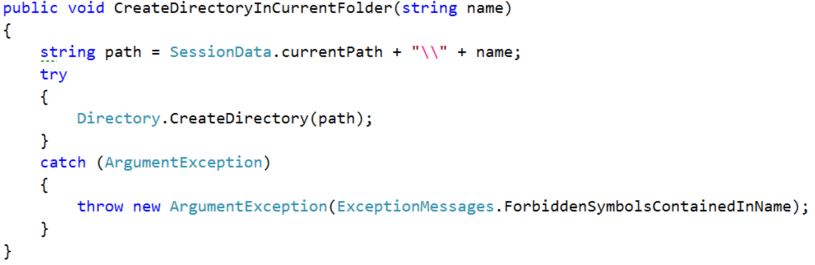 public void CreateDirectoryInCurrentFolder(string name)
{
    string path = SessionData.currentPath + "\\" + name;
    try
    {
        Directory.CreateDirectory(path);
    }
    catch (ArgumentException)
    {
        throw new ArgumentException(ExceptionMessages.ForbiddenSymbolsContainedInName);
    }
}